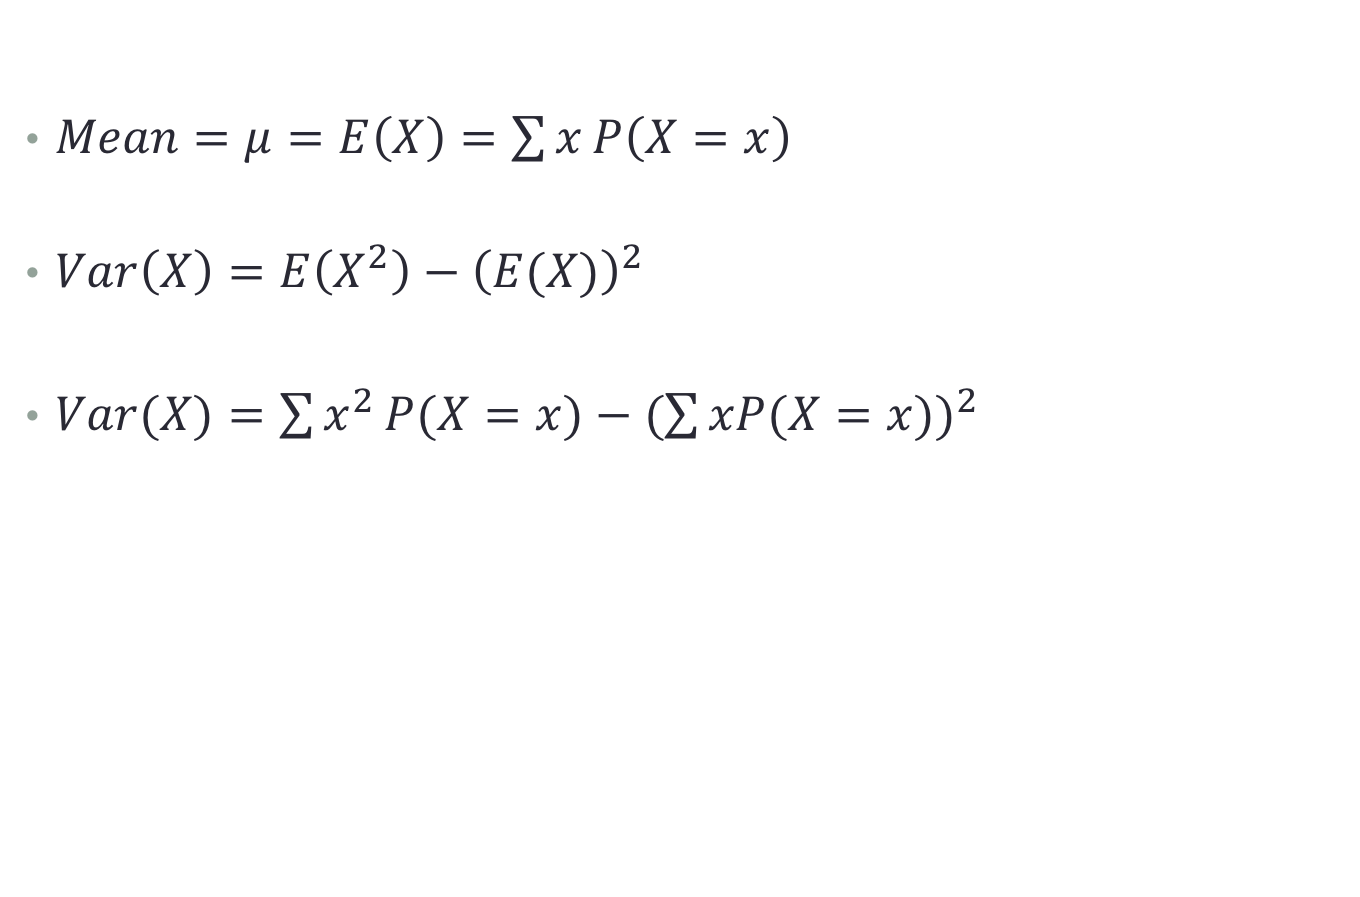 • Mean = μ = E(X) = ∑ x P(X = x)
• Var(X) = E(X²) − (E(X))²
• Var(X) = ∑ x² P(X = x) − (∑ xP(X = x))²